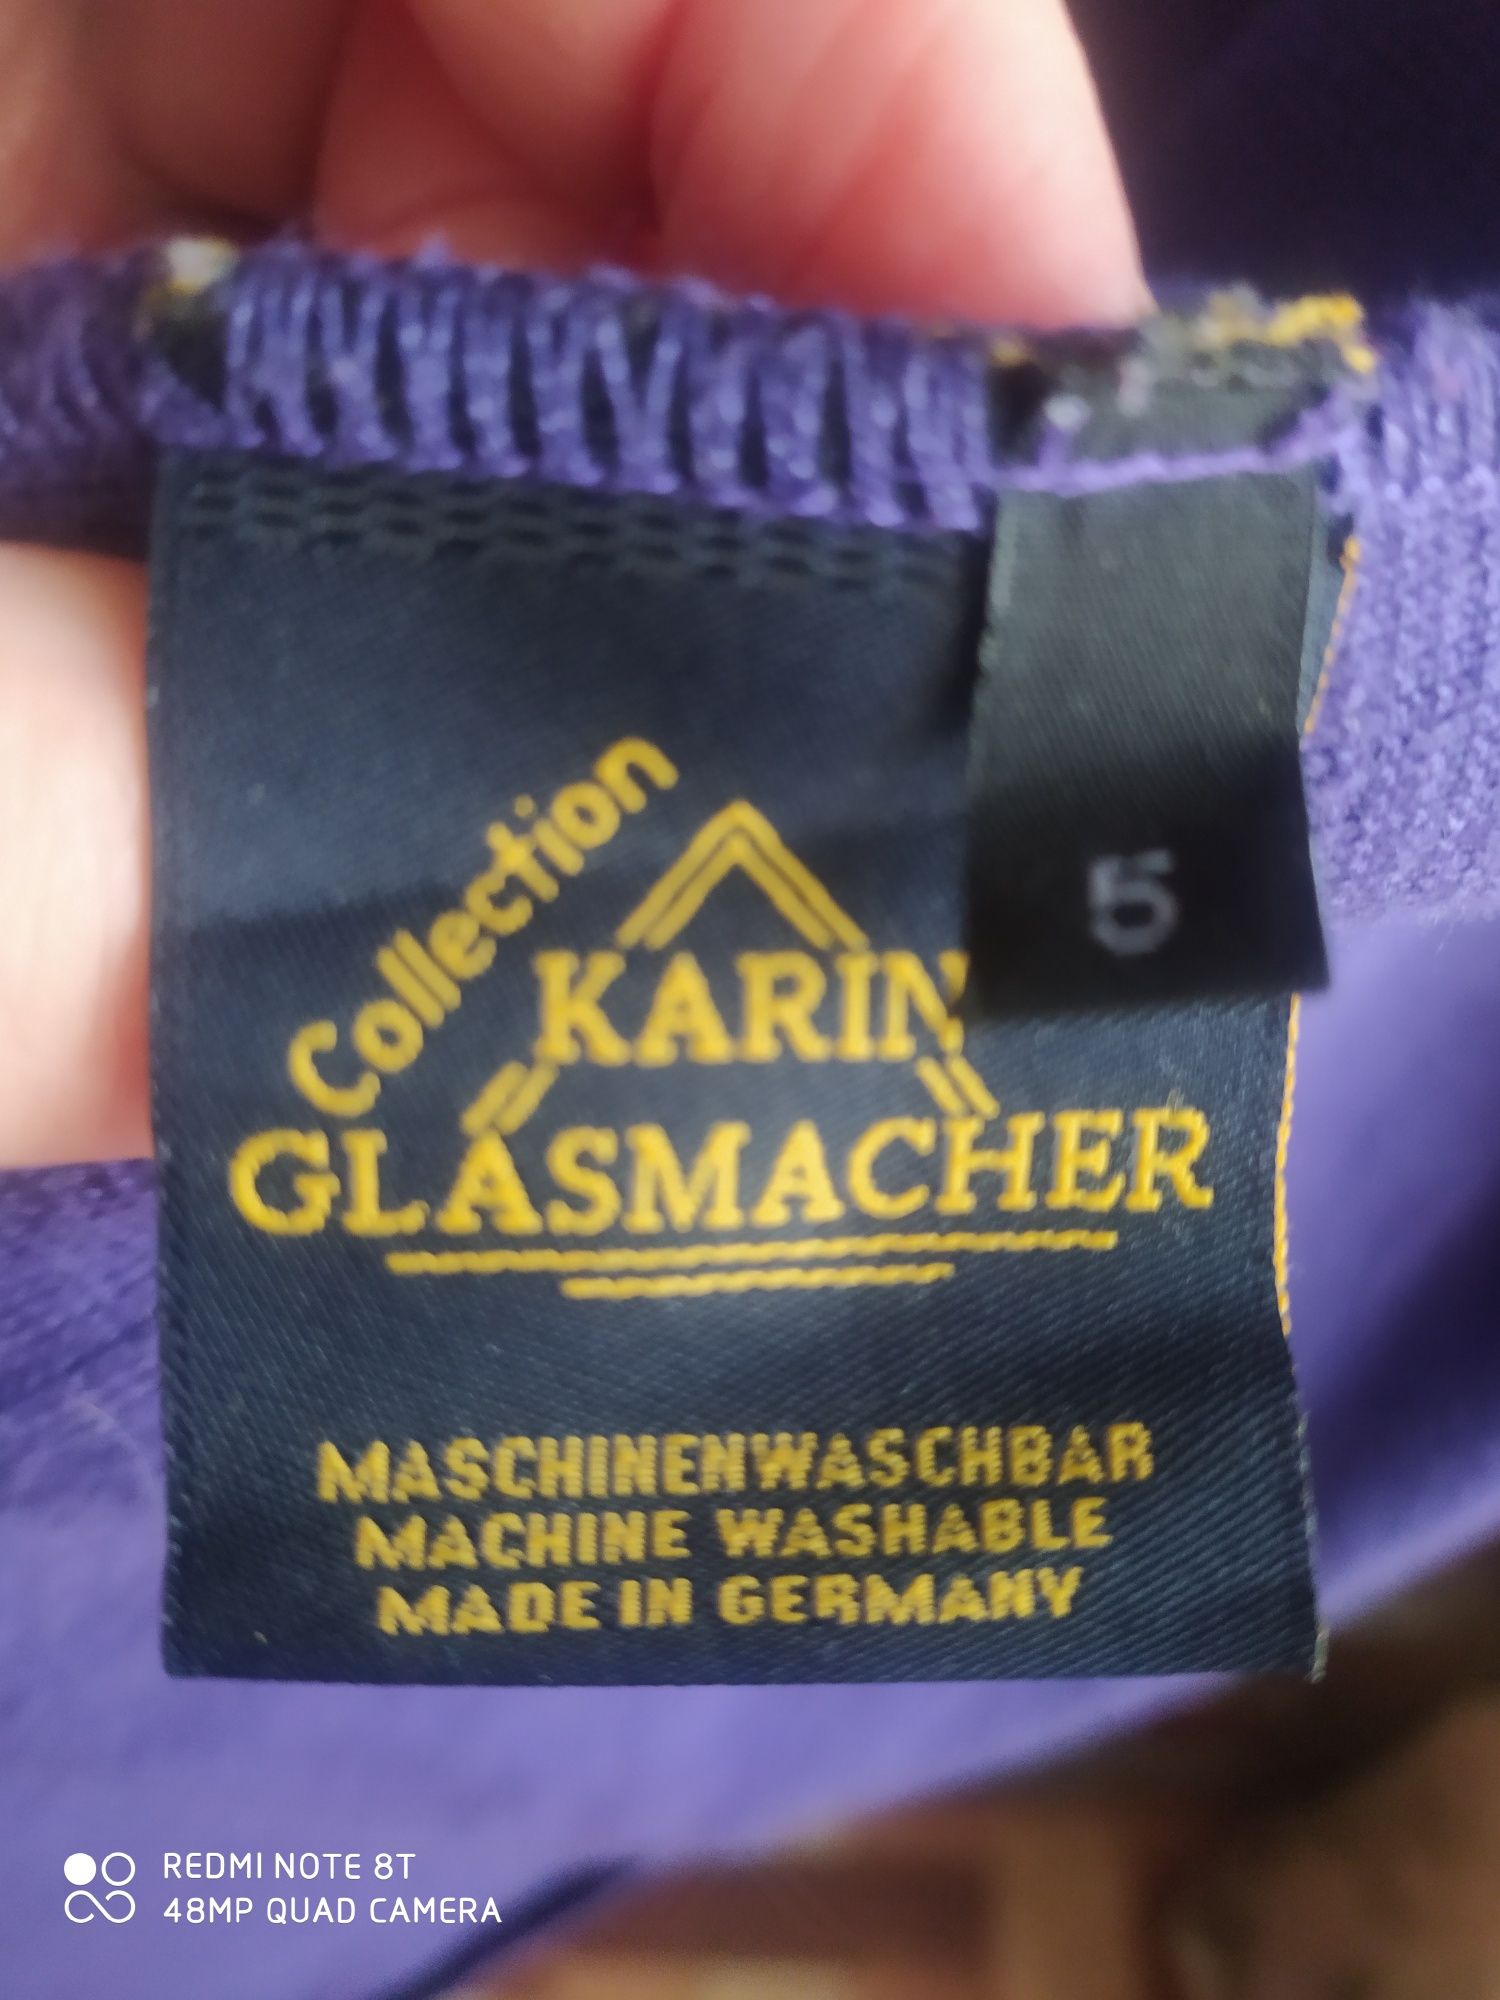 5
Collection
KARIN
GLASMACHER
MASCHINENWASCHBAR
MACHINE WASHABLE
MADE IN GERMANY
REDMI NOTE 8T
48MP QUAD CAMERA